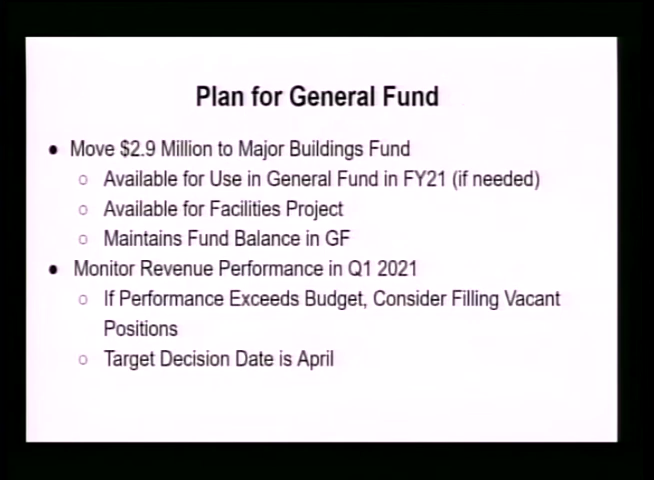 Plan for General Fund
● Move $2.9 Million to Major Buildings Fund
○ Available for Use in General Fund in FY21 (if needed)
○ Available for Facilities Project
○ Maintains Fund Balance in GF
● Monitor Revenue Performance in Q1 2021
○ If Performance Exceeds Budget, Consider Filling Vacant
Positions
○ Target Decision Date is April